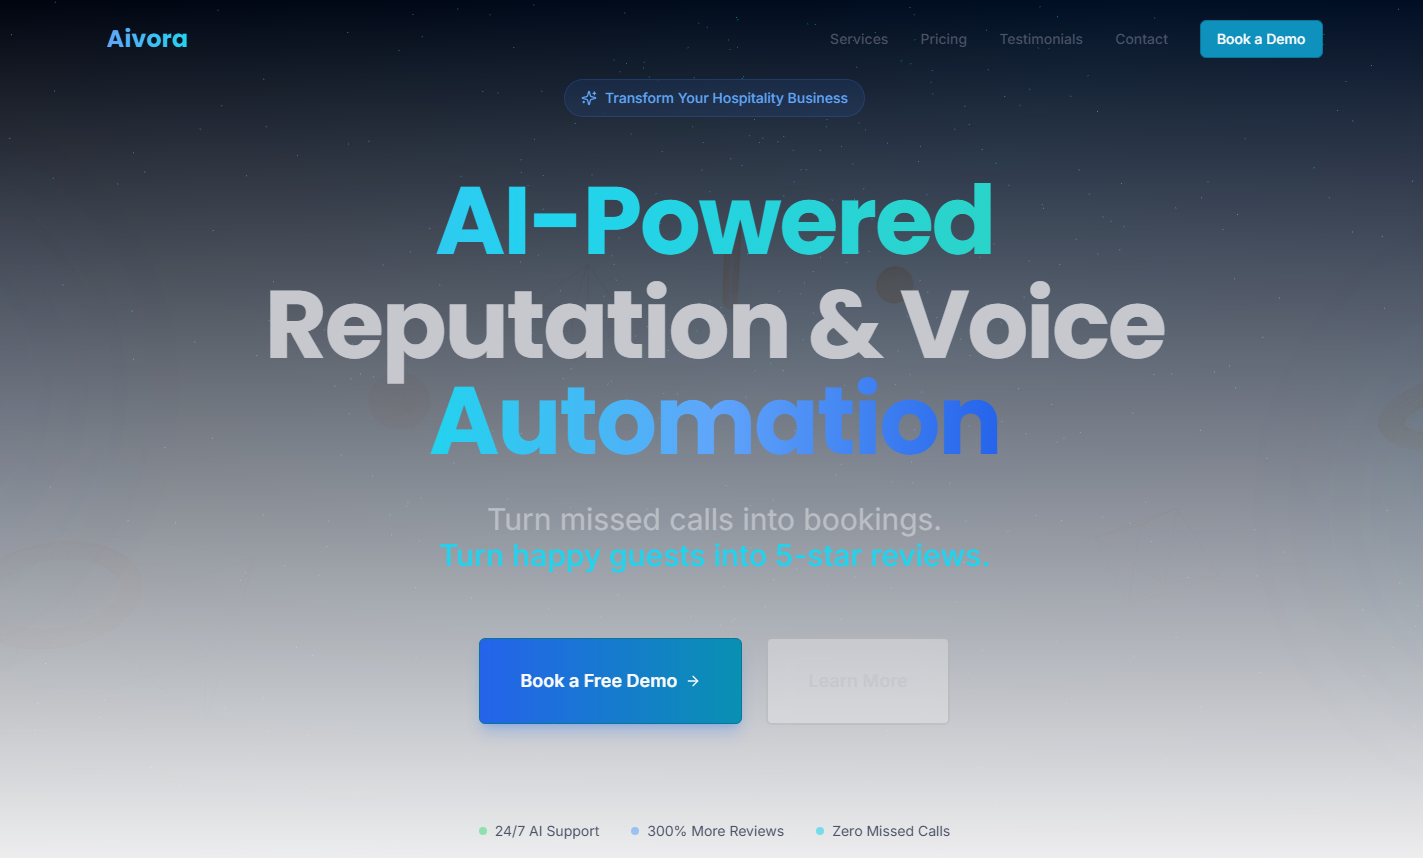 Aivora
Services Pricing Testimonials Contact Book a Demo
Transform Your Hospitality Business
AI-Powered
Reputation & Voice
Automation
Turn missed calls into bookings.
Turn happy guests into 5-star reviews.
Book a Free Demo →
Learn More
24/7 AI Support 300% More Reviews Zero Missed Calls